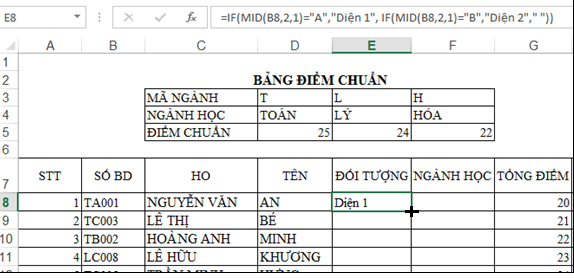 E8 =IF(MID(B8,2,1)="A","Diện 1", IF(MID(B8,2,1)="B","Diện 2"," "))
A B C D E F G
1
2 BẢNG ĐIỂM CHUẨN
3 MÃ NGÀNH T L H
4 NGÀNH HỌC TOÁN LÝ HÓA
5 ĐIỂM CHUẨN 25 24 22
6
7 STT SỐ BD HO TÊN ĐỐI TƯỢNG NGÀNH HỌC TỔNG ĐIỂM
8 1 TA001 NGUYỄN VĂN AN Diện 1 20
9 2 TC003 LÊ THỊ BÉ 21
10 3 TB002 HOÀNG ANH MINH 22
11 4 LC008 LÊ HỮU KHƯƠNG 23